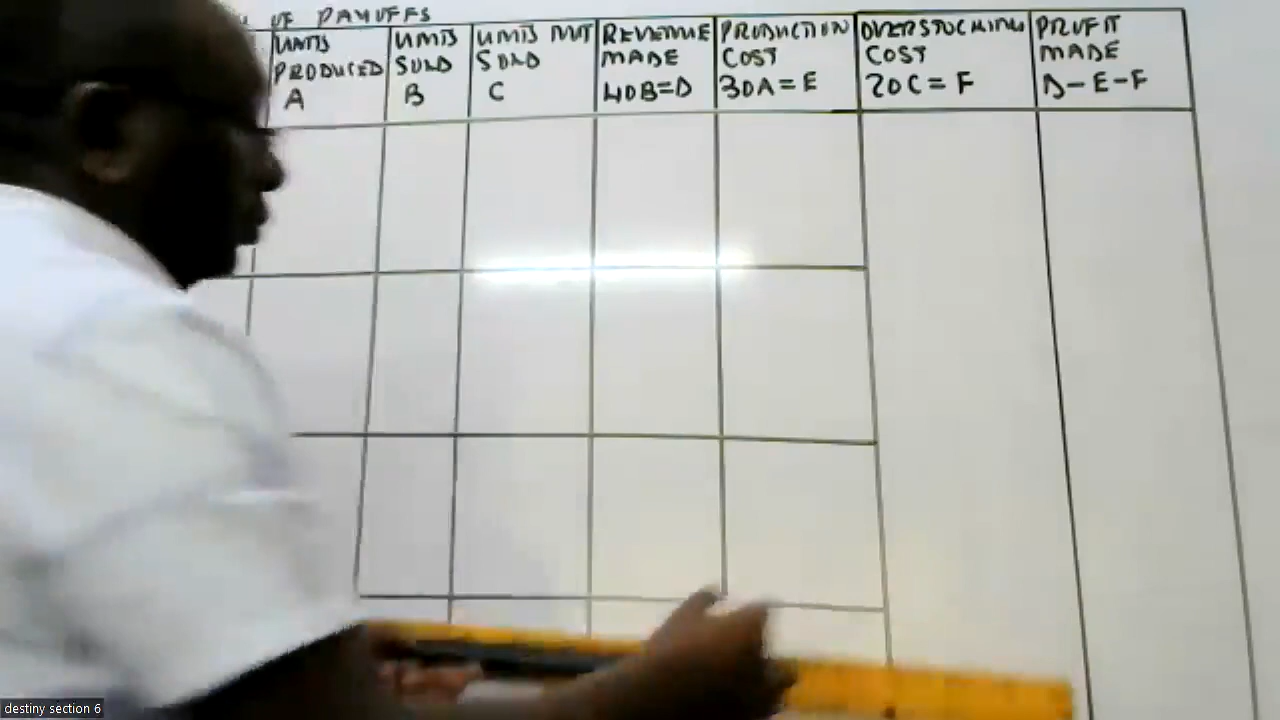 OF PAYOFFS
UNITS PRODUCED A
UNITS SOLD B
UNITS NOT SOLD C
REVENUE MADE 40B=D
PRODUCTION COST 30A=E
OVERSTOCKING COST 20C=F
PROFIT MADE D-E-F
destiny section 6